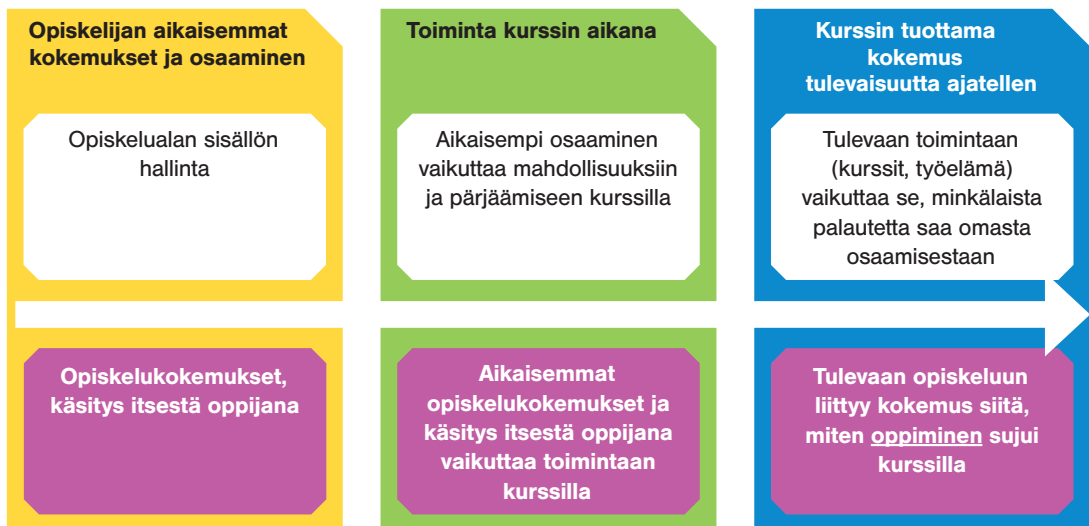 Opiskelijan aikaisemmat
kokemukset ja osaaminen
Opiskelualan sisällön
hallinta
Opiskelukokemukset,
käsitys itsestä oppijana
Toiminta kurssin aikana
Aikaisempi osaaminen
vaikuttaa mahdollisuuksiin
ja pärjäämiseen kurssilla
Aikaisemmat
opiskelukokemukset ja
käsitys itsestä oppijana
vaikuttaa toimintaan
kurssilla
Kurssin tuottama
kokemus
tulevaisuutta ajatellen
Tulevaan toimintaan
(kurssit, työelämä)
vaikuttaa se, minkälaista
palautetta saa omasta
osaamisestaan
Tulevaan opiskeluun
liittyy kokemus siitä,
miten oppiminen sujui
kurssilla